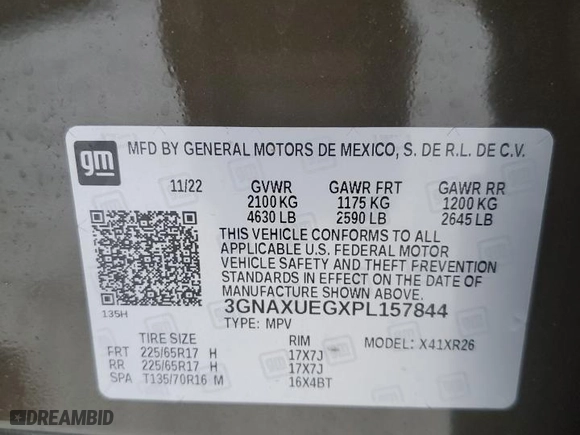 gm
MFD BY GENERAL MOTORS DE MEXICO, S. DE R.L. DE C.V.
11/22 GVWR GAWR FRT GAWR RR
2100 KG 1175 KG 1200 KG
4630 LB 2590 LB 2645 LB
THIS VEHICLE CONFORMS TO ALL
APPLICABLE U.S. FEDERAL MOTOR
VEHICLE SAFETY AND THEFT PREVENTION
STANDARDS IN EFFECT ON THE DATE OF
MANUFACTURE SHOWN ABOVE.
135H
3GNAXUEGXPL157844
TYPE: MPV MODEL: X41XR26
TIRE SIZE RIM
FRT 225/65R17 H 17X7J
RR 225/65R17 H 17X7J
SPA T135/70R16 M 16X4BT
DREAMBID